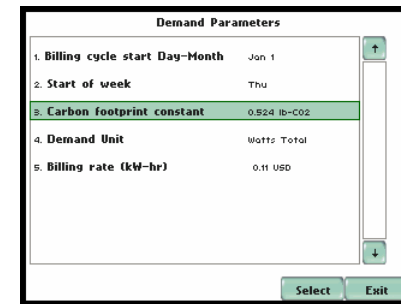 Demand Parameters
1. Billing cycle start Day-Month Jan 1
2. Start of week Thu
3. Carbon footprint constant 0.524 lb-CO2
4. Demand Unit Watts Total
5. Billing rate (kW-hr) 0.11 USD
Select Exit